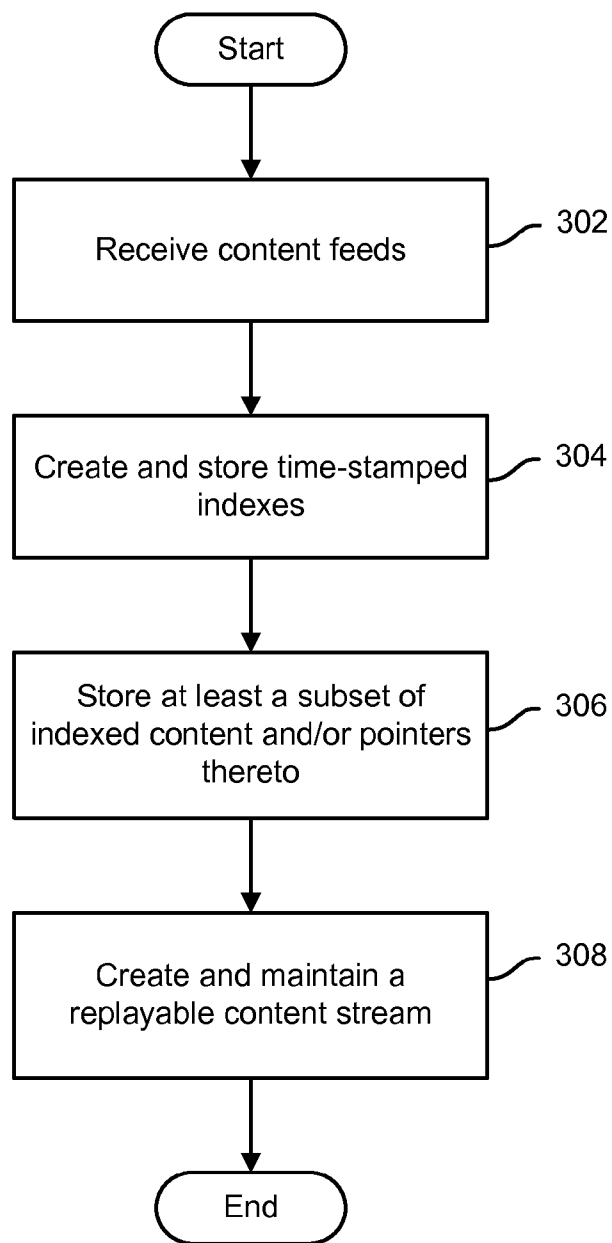 Start
Receive content feeds
302
Create and store time-stamped
indexes
304
Store at least a subset of
indexed content and/or pointers
thereto
306
Create and maintain a
replayable content stream
308
End